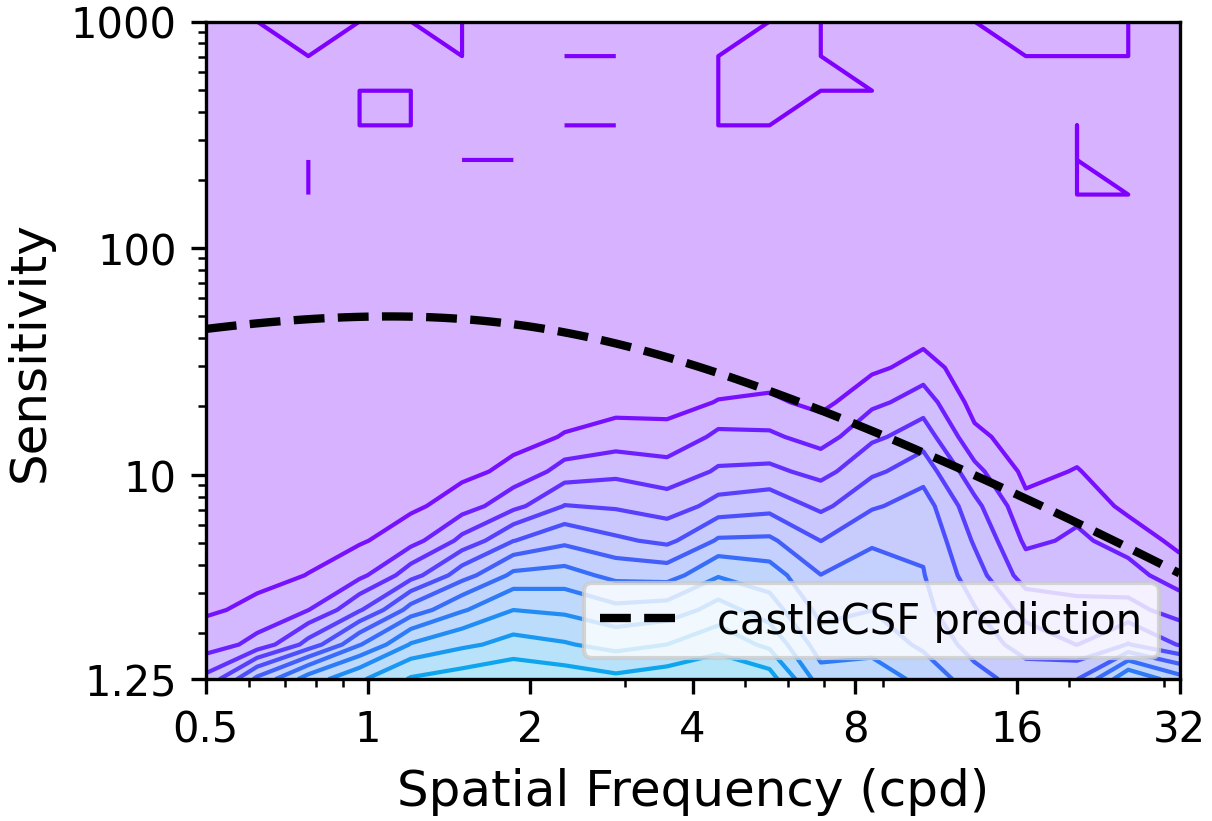 1000
100
10
1.25
Sensitivity
castleCSF prediction
0.5 1 2 4 8 16 32
Spatial Frequency (cpd)